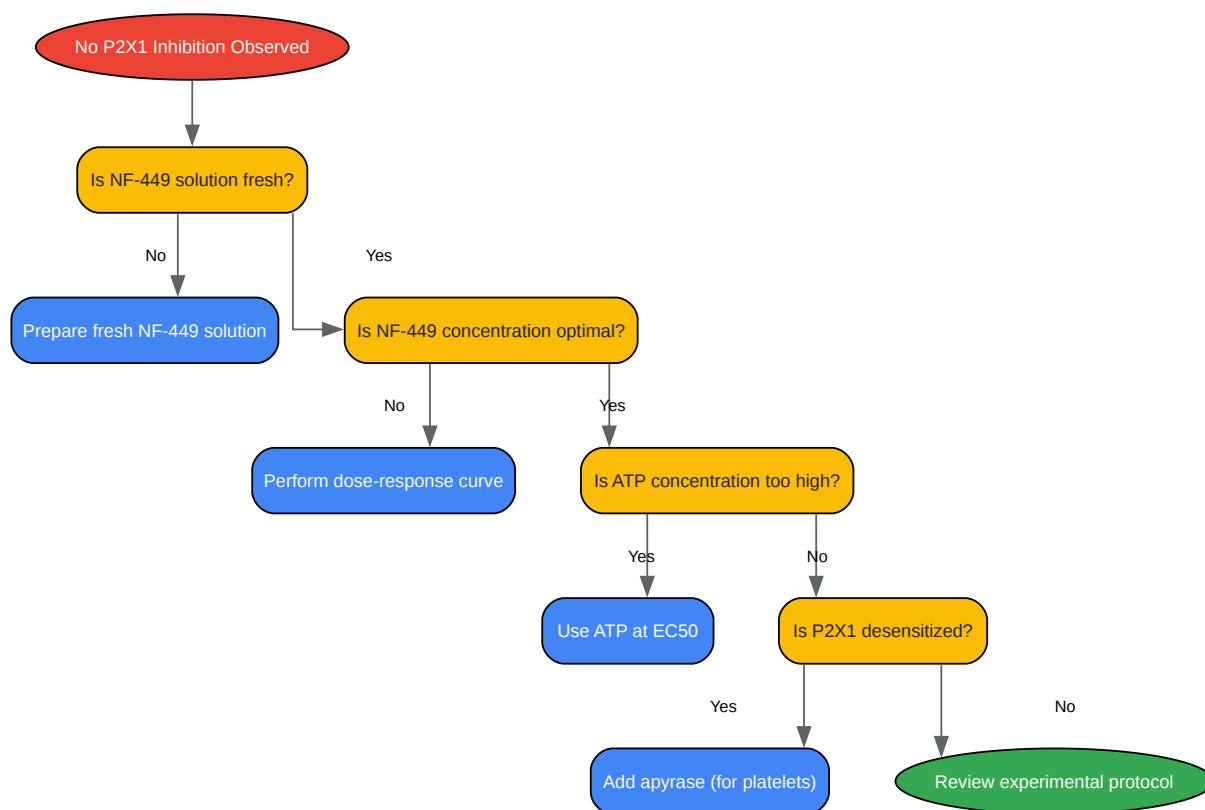 No P2X1 Inhibition Observed
Is NF-449 solution fresh?
No
Yes
Prepare fresh NF-449 solution
Is NF-449 concentration optimal?
No
Yes
Perform dose-response curve
Is ATP concentration too high?
Yes
No
Use ATP at EC50
Is P2X1 desensitized?
Yes
No
Add apyrase (for platelets)
Review experimental protocol